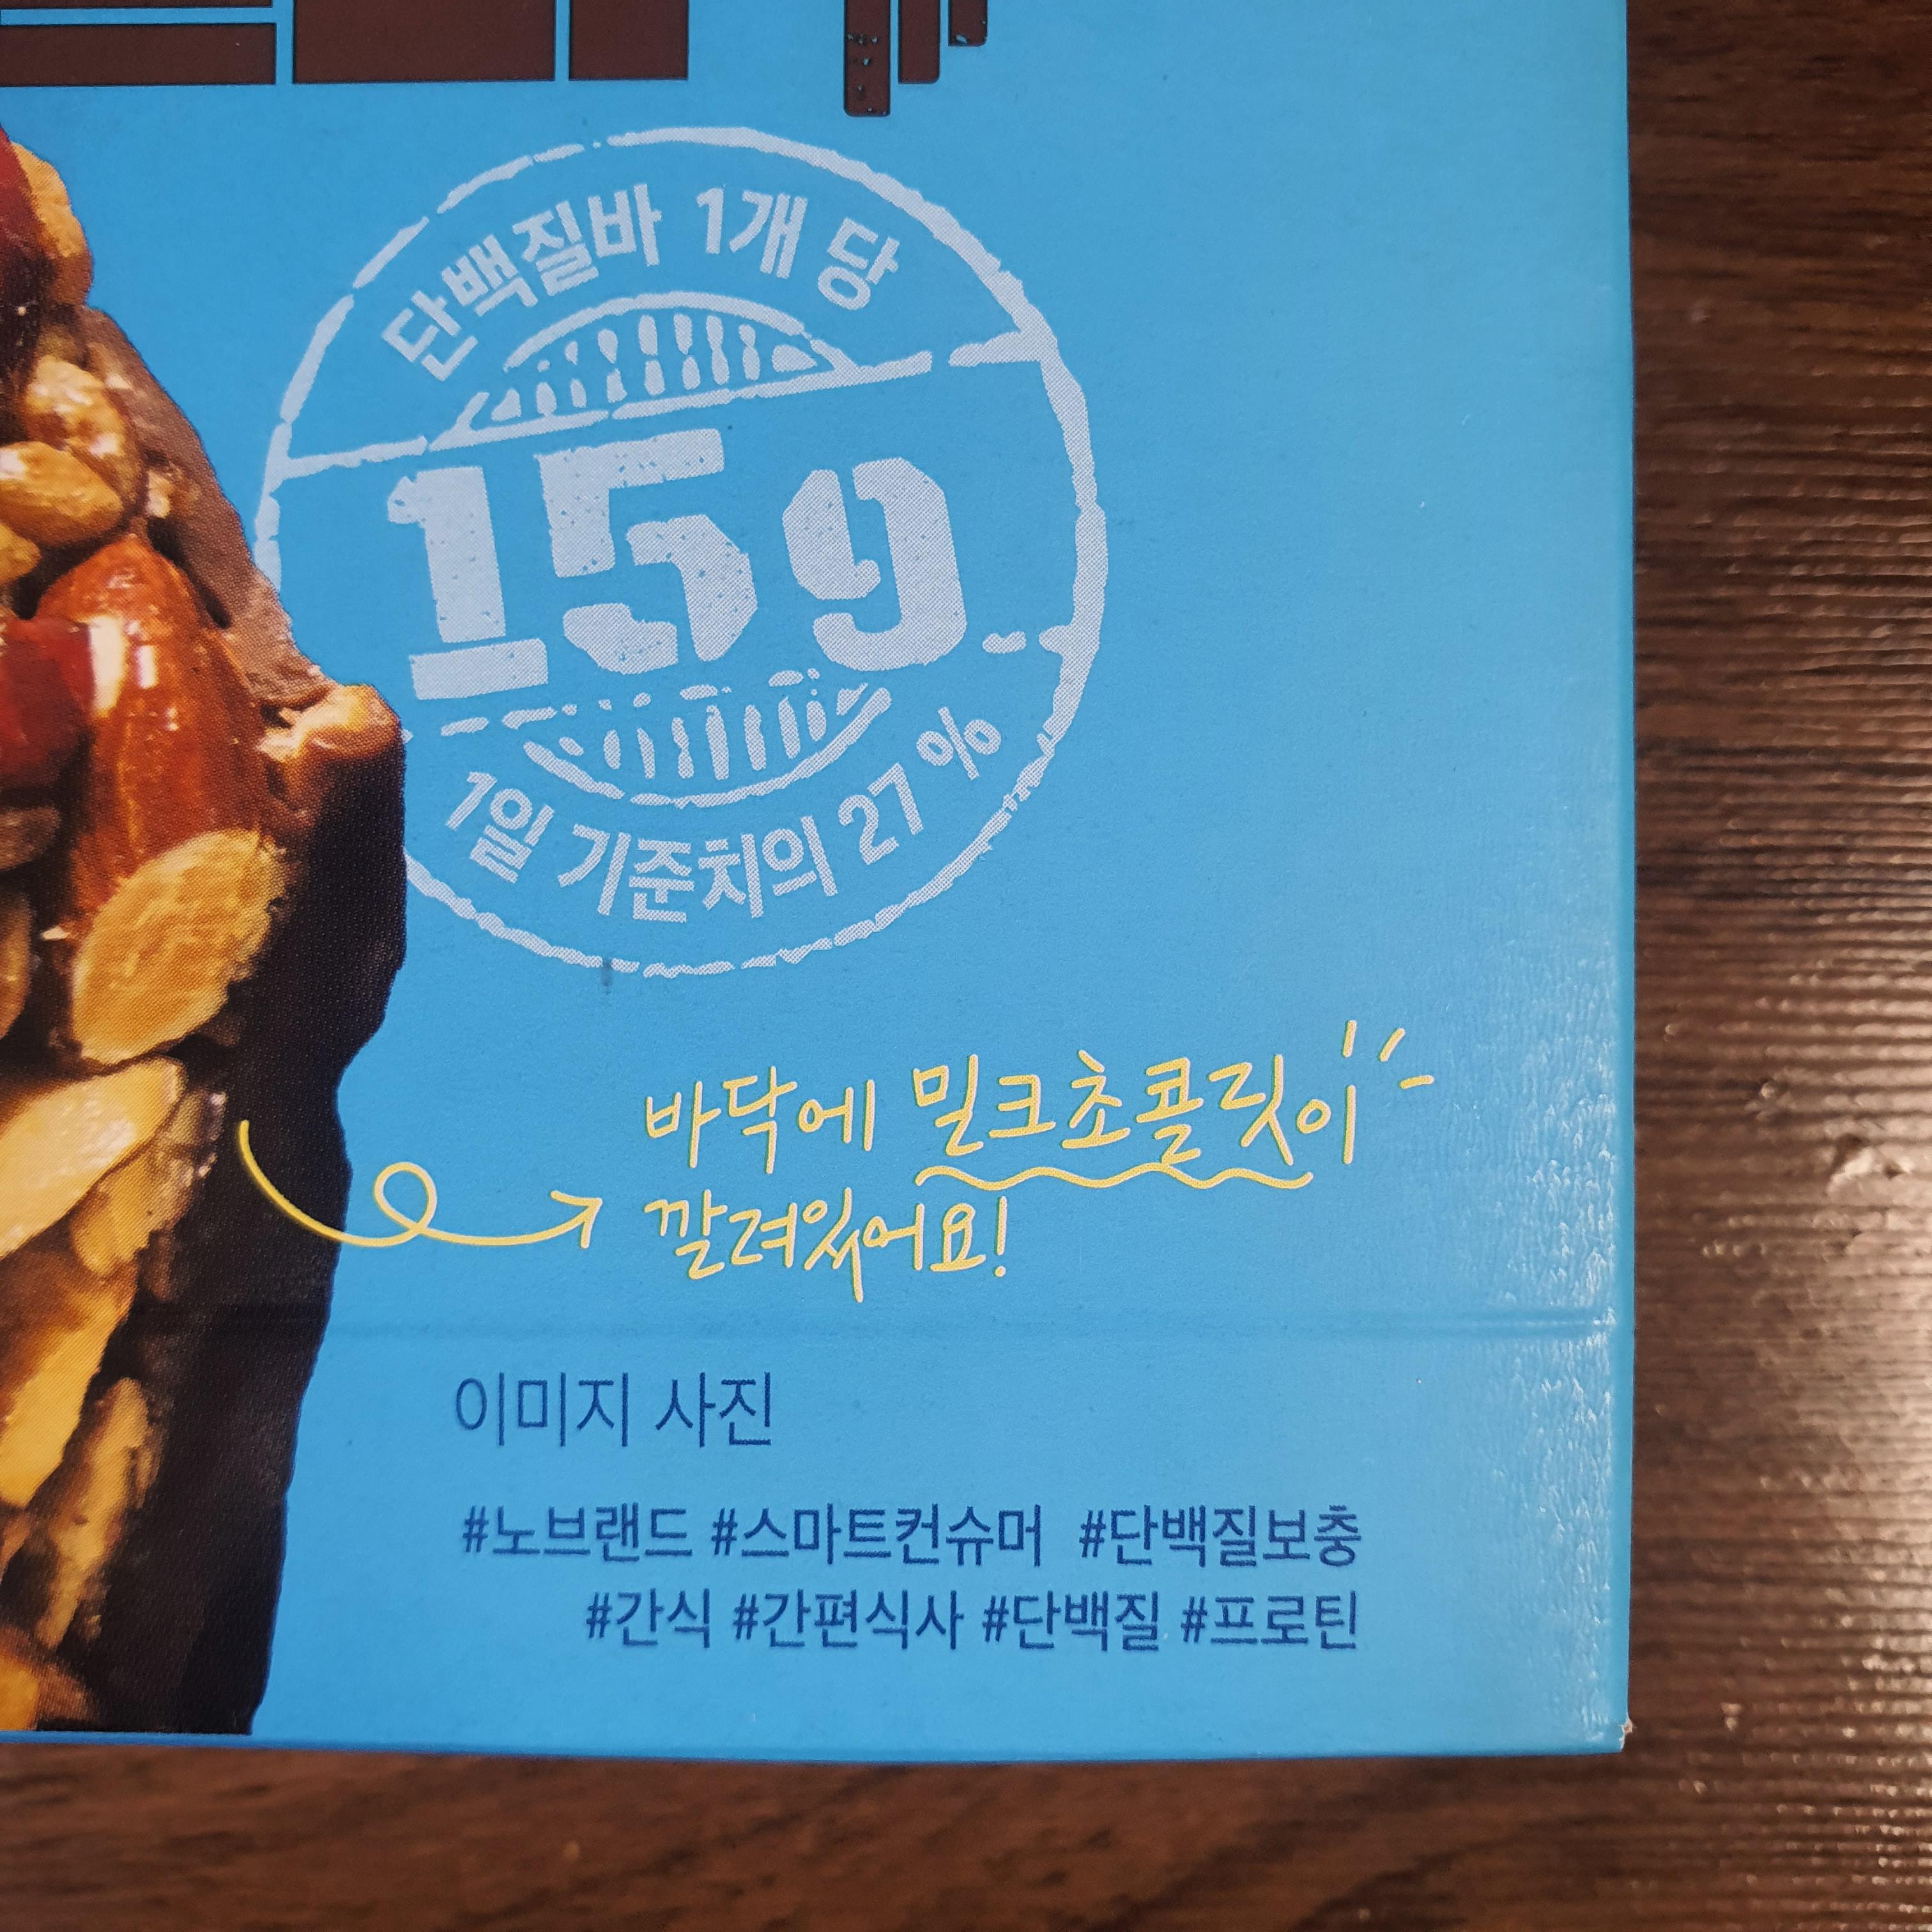 단백질바 1개 당
15g
1일 기준치의 27 %
바닥에 밀크초콜릿이
깔려있어요!
이미지 사진
#노브랜드 #스마트컨슈머 #단백질보충
#간식 #간편식사 #단백질 #프로틴